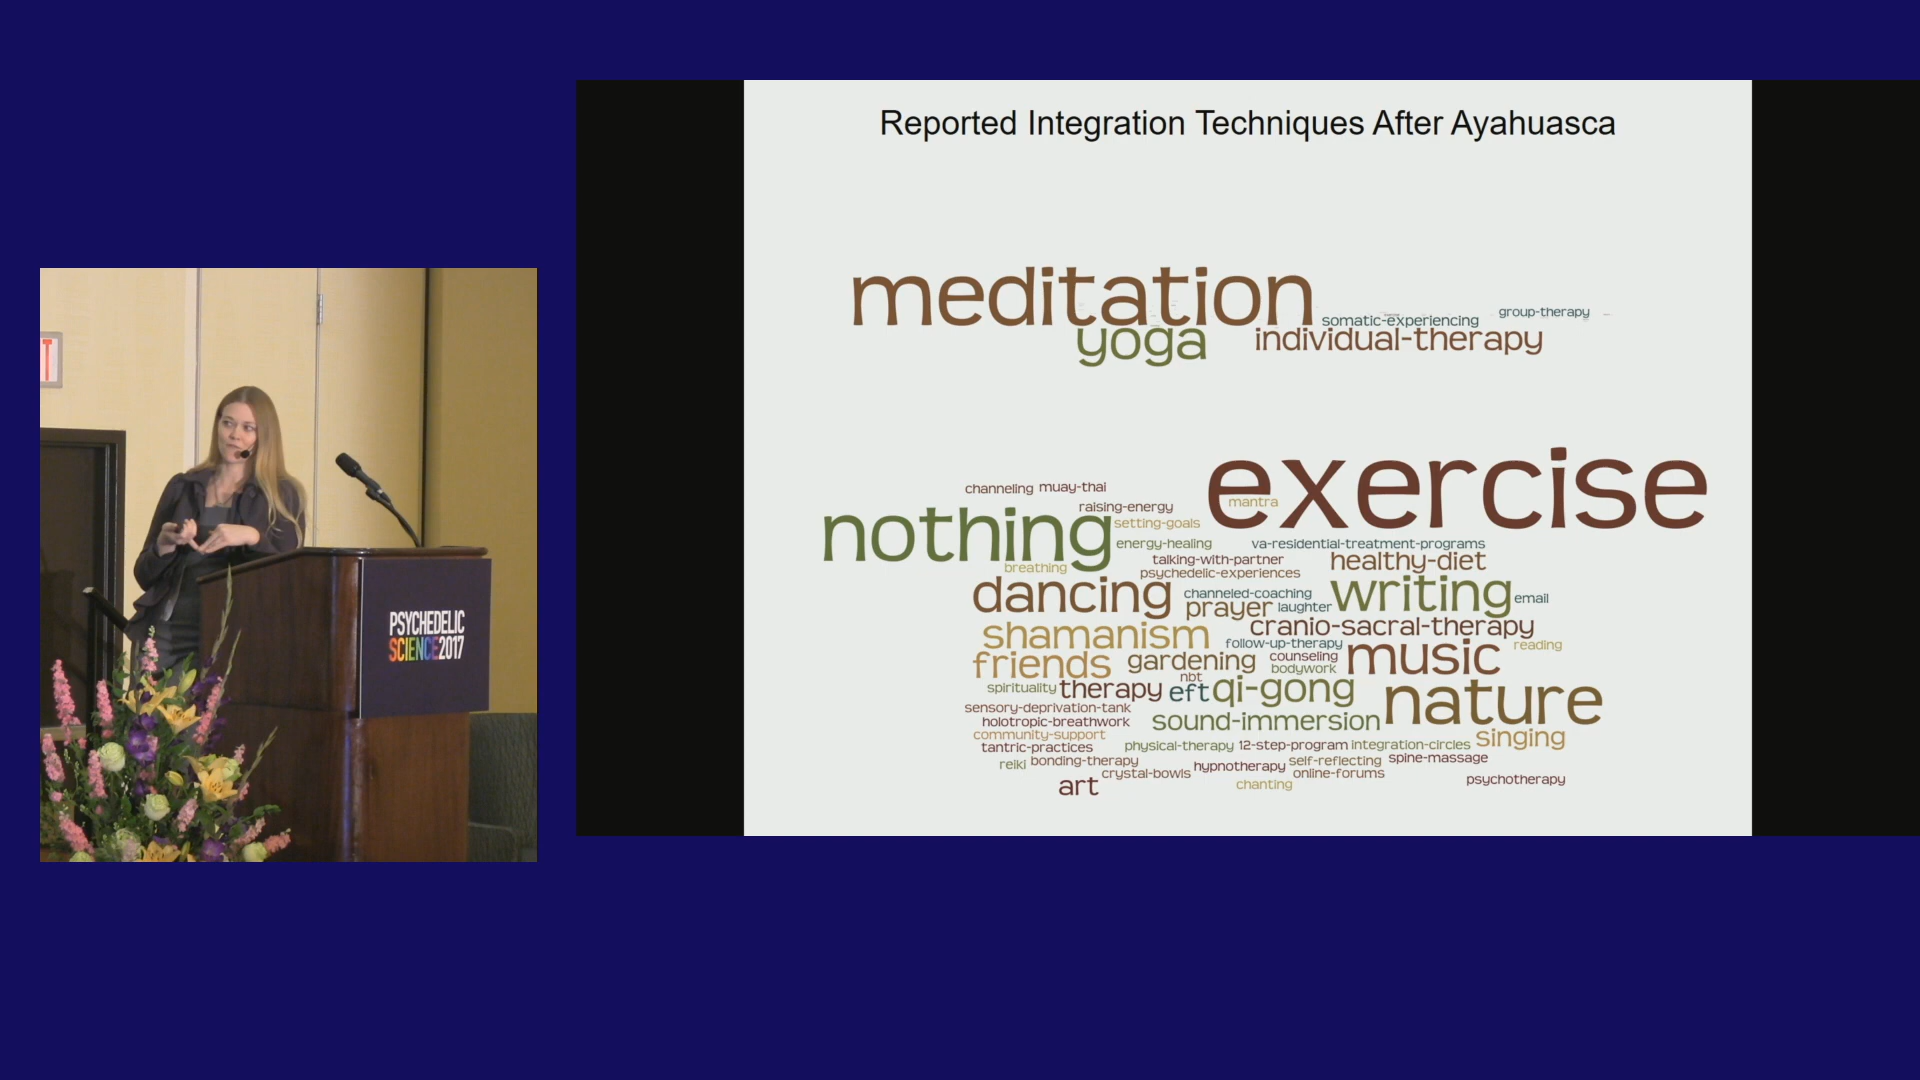 Reported Integration Techniques After Ayahuasca
meditation
somatic-experiencing
group-therapy
yoga
individual-therapy
exercise
channeling
muay-thai
mantra
raising-energy
nothing
setting-goals
energy-healing
va-residential-treatment-programs
talking-with-partner
healthy-diet
breathing
psychedelic-experiences
dancing
channeled-coaching
writing
email
prayer
laughter
shamanism
cranio-sacral-therapy
follow-up-therapy
reading
friends
gardening
counseling
music
bodywork
nbt
spirituality
therapy
eft
qi-gong
nature
sensory-deprivation-tank
holotropic-breathwork
sound-immersion
community-support
singing
tantric-practices
physical-therapy
12-step-program
integration-circles
reiki
bonding-therapy
hypnotherapy
self-reflecting
spine-massage
crystal-bowls
online-forums
art
chanting
psychotherapy
PSYCHEDELIC
SCIENCE2017